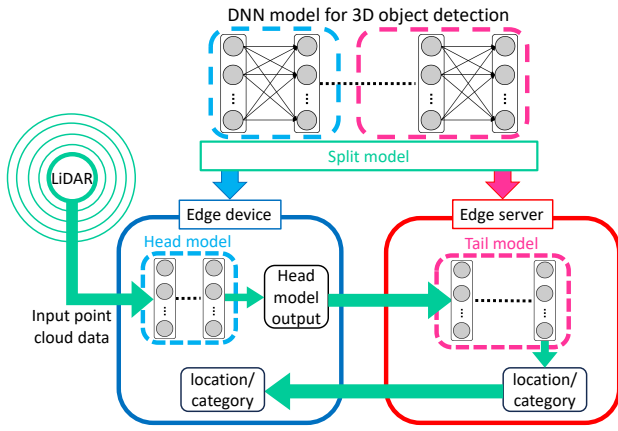 DNN model for 3D object detection
Split model
LiDAR
Edge device
Edge server
Head model
Tail model
Head
model
output
Input point
cloud data
location/
category
location/
category